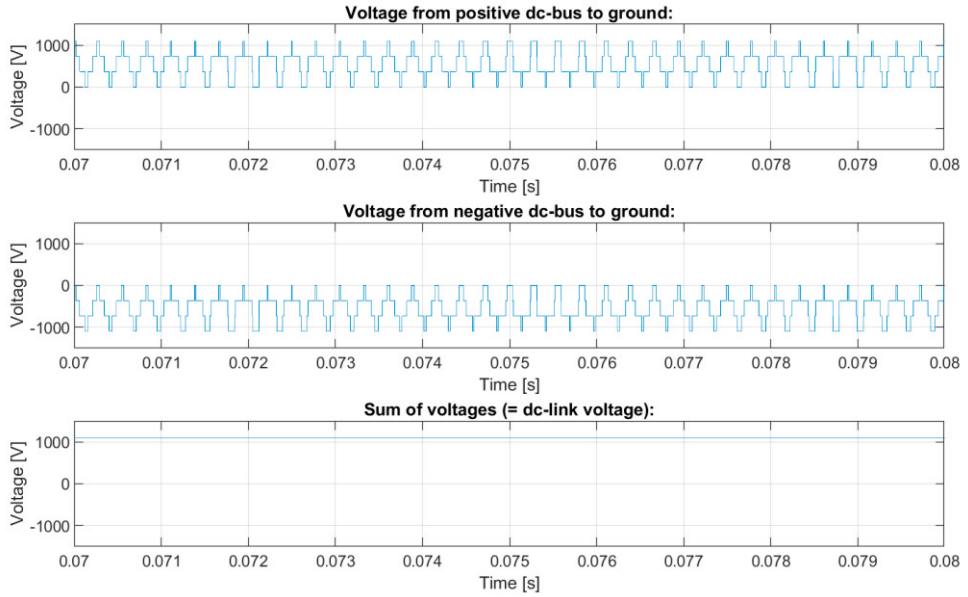 Voltage from positive dc-bus to ground:
Voltage [V]
1000
0
-1000
0.07 0.071 0.072 0.073 0.074 0.075 0.076 0.077 0.078 0.079 0.08
Time [s]
Voltage from negative dc-bus to ground:
Voltage [V]
1000
0
-1000
0.07 0.071 0.072 0.073 0.074 0.075 0.076 0.077 0.078 0.079 0.08
Time [s]
Sum of voltages (= dc-link voltage):
Voltage [V]
1000
0
-1000
0.07 0.071 0.072 0.073 0.074 0.075 0.076 0.077 0.078 0.079 0.08
Time [s]